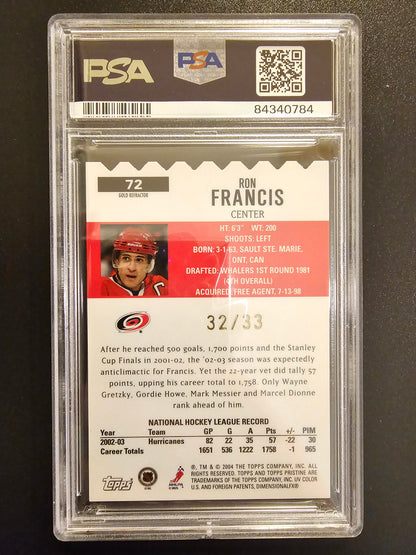 PSA
PSA
84340784
72
GOLD REFRACTOR
RON
FRANCIS
CENTER
HT: 6'3" WT: 200
SHOOTS: LEFT
BORN: 3-1-63, SAULT STE. MARIE,
ONT, CAN
DRAFTED: WHALERS 1ST ROUND 1981
(4TH OVERALL)
ACQUIRED: FREE AGENT, 7-13-98
C
32/33
After he reached 500 goals, 1,700 points and the Stanley
Cup Finals in 2001-02, the '02-03 season was expectedly
anticlimactic for Francis. Yet the 22-year vet did tally 57
points, upping his career total to 1,758. Only Wayne
Gretzky, Gordie Howe, Mark Messier and Marcel Dionne
rank ahead of him.
NATIONAL HOCKEY LEAGUE RECORD
Year Team GP G A Pts +/- PIM
2002-03 Hurricanes 82 22 35 57 -22 30
Career Totals 1651 536 1222 1758 -1 965
Topps
®, TM & © 2004 THE TOPPS COMPANY, INC. ALL
RIGHTS RESERVED. TOPPS AND TOPPS PRISTINE ARE
TRADEMARKS OF THE TOPPS COMPANY, INC. UV COLOR
U.S. AND FOREIGN PATENTS, DIMENSIONALFX®